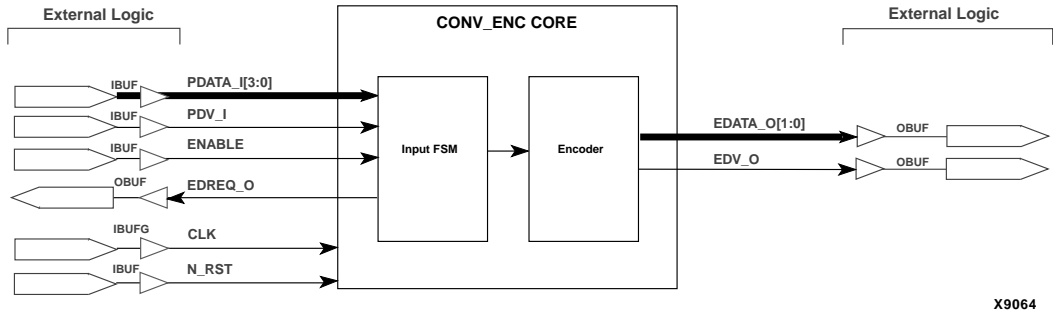 External Logic
CONV_ENC CORE
External Logic
IBUF PDATA_I[3:0]
IBUF PDV_I
IBUF ENABLE
OBUF EDREQ_O
IBUFG CLK
IBUF N_RST
Input FSM
Encoder
EDATA_O[1:0] OBUF
EDV_O OBUF
X9064